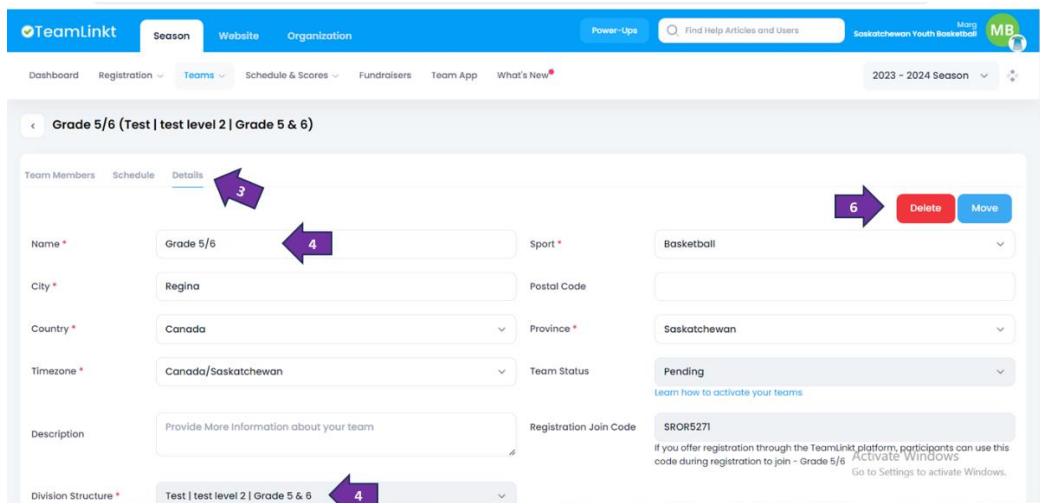 TeamLinkt Season Website Organization Power-Ups Find Help Articles and Users Marg MB
Saskatchewan Youth Basketball
Dashboard Registration Teams Schedule & Scores Fundraisers Team App What's New 2023 - 2024 Season
Grade 5/6 (Test | test level 2 | Grade 5 & 6)
Team Members Schedule Details
3
6 Delete Move
Name * Grade 5/6 4 Sport * Basketball
City * Regina Postal Code
Country * Canada Province * Saskatchewan
Timezone * Canada/Saskatchewan Team Status Pending
Learn how to activate your teams
Description Provide More Information about your team Registration Join Code SROR5271
If you offer registration through the TeamLinkt platform, participants can use this
code during registration to join - Grade 5/6
Activate Windows
Go to Settings to activate Windows.
Division Structure * Test | test level 2 | Grade 5 & 6 4